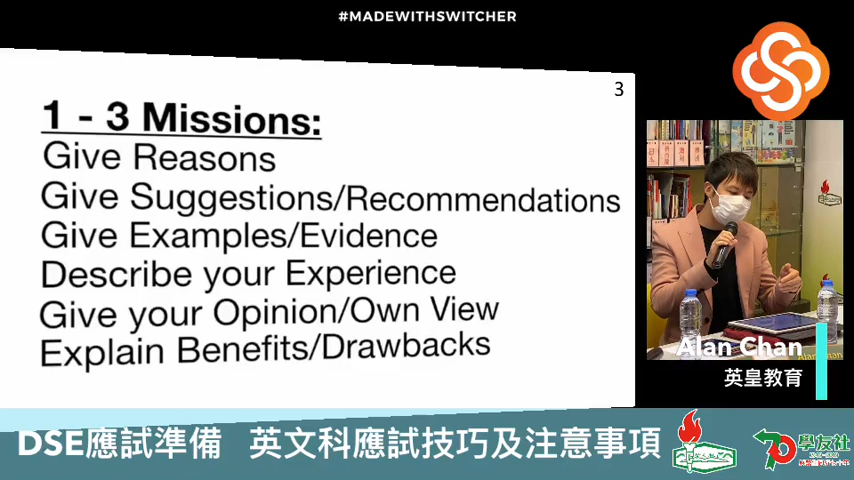 #MADEWITHSWITCHER
3
1 - 3 Missions:
Give Reasons
Give Suggestions/Recommendations
Give Examples/Evidence
Describe your Experience
Give your Opinion/Own View
Explain Benefits/Drawbacks
Alan Chan
英皇教育
DSE應試準備 英文科應試技巧及注意事項
70
學友社